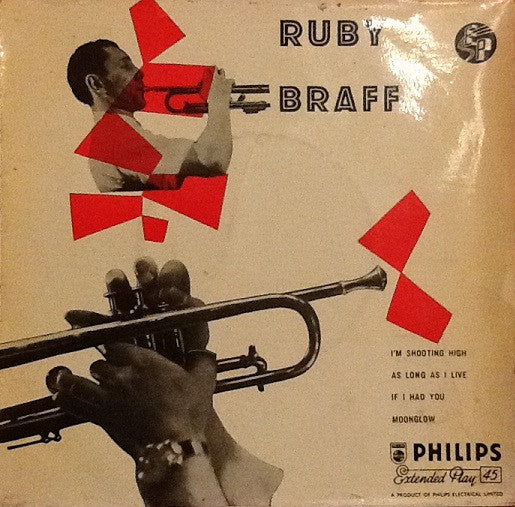 RUBY
BRAFF
EP
I'M SHOOTING HIGH
AS LONG AS I LIVE
IF I HAD YOU
MOONGLOW
PHILIPS
PHILIPS
Extended Play 45
A PRODUCT OF PHILIPS ELECTRICAL LIMITED